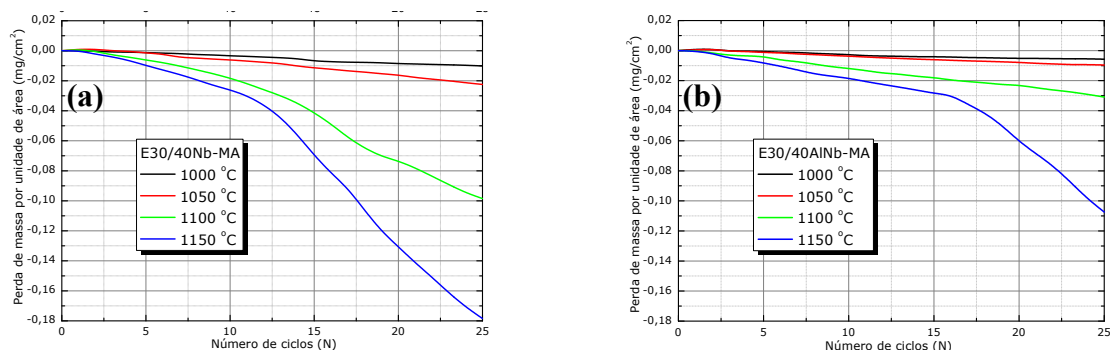 0,02
0,00
-0,02
-0,04
-0,06
-0,08
-0,10
-0,12
-0,14
-0,16
-0,18
Perda de massa por unidade de área (mg/cm²)
(a)
E30/40Nb-MA
1000 °C
1050 °C
1100 °C
1150 °C
0 5 10 15 20 25
Número de ciclos (N)
0,02
0,00
-0,02
-0,04
-0,06
-0,08
-0,10
-0,12
-0,14
-0,16
-0,18
Perda de massa por unidade de área (mg/cm²)
(b)
E30/40AlNb-MA
1000 °C
1050 °C
1100 °C
1150 °C
0 5 10 15 20 25
Número de ciclos (N)